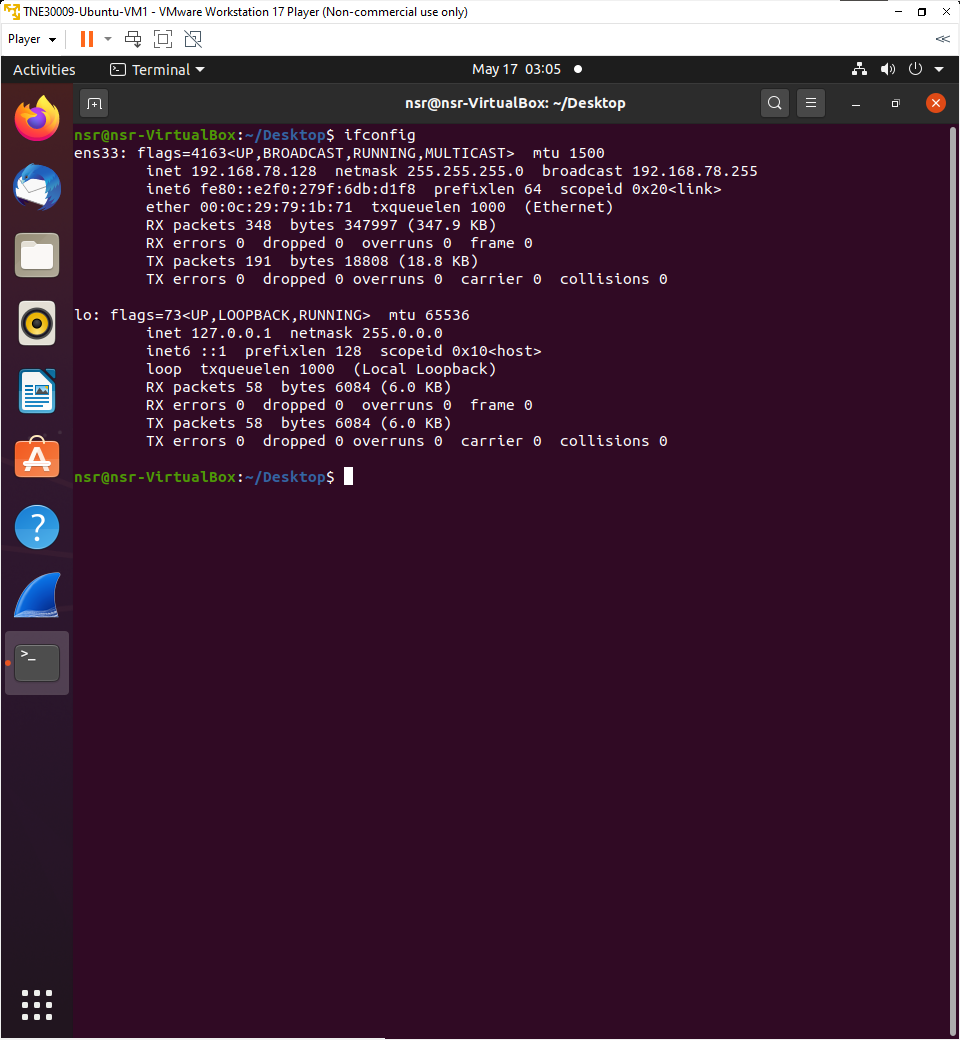 TNE30009-Ubuntu-VM1 - VMware Workstation 17 Player (Non-commercial use only)
Player
Activities Terminal May 17 03:05
nsr@nsr-VirtualBox: ~/Desktop
nsr@nsr-VirtualBox:~/Desktop$ ifconfig
ens33: flags=4163<UP,BROADCAST,RUNNING,MULTICAST>  mtu 1500
        inet 192.168.78.128  netmask 255.255.255.0  broadcast 192.168.78.255
        inet6 fe80::e2f0:279f:6db:d1f8  prefixlen 64  scopeid 0x20<link>
        ether 00:0c:29:79:1b:71  txqueuelen 1000  (Ethernet)
        RX packets 348  bytes 347997 (347.9 KB)
        RX errors 0  dropped 0  overruns 0  frame 0
        TX packets 191  bytes 18808 (18.8 KB)
        TX errors 0  dropped 0 overruns 0  carrier 0  collisions 0
lo: flags=73<UP,LOOPBACK,RUNNING>  mtu 65536
        inet 127.0.0.1  netmask 255.0.0.0
        inet6 ::1  prefixlen 128  scopeid 0x10<host>
        loop  txqueuelen 1000  (Local Loopback)
        RX packets 58  bytes 6084 (6.0 KB)
        RX errors 0  dropped 0  overruns 0  frame 0
        TX packets 58  bytes 6084 (6.0 KB)
        TX errors 0  dropped 0 overruns 0  carrier 0  collisions 0
nsr@nsr-VirtualBox:~/Desktop$